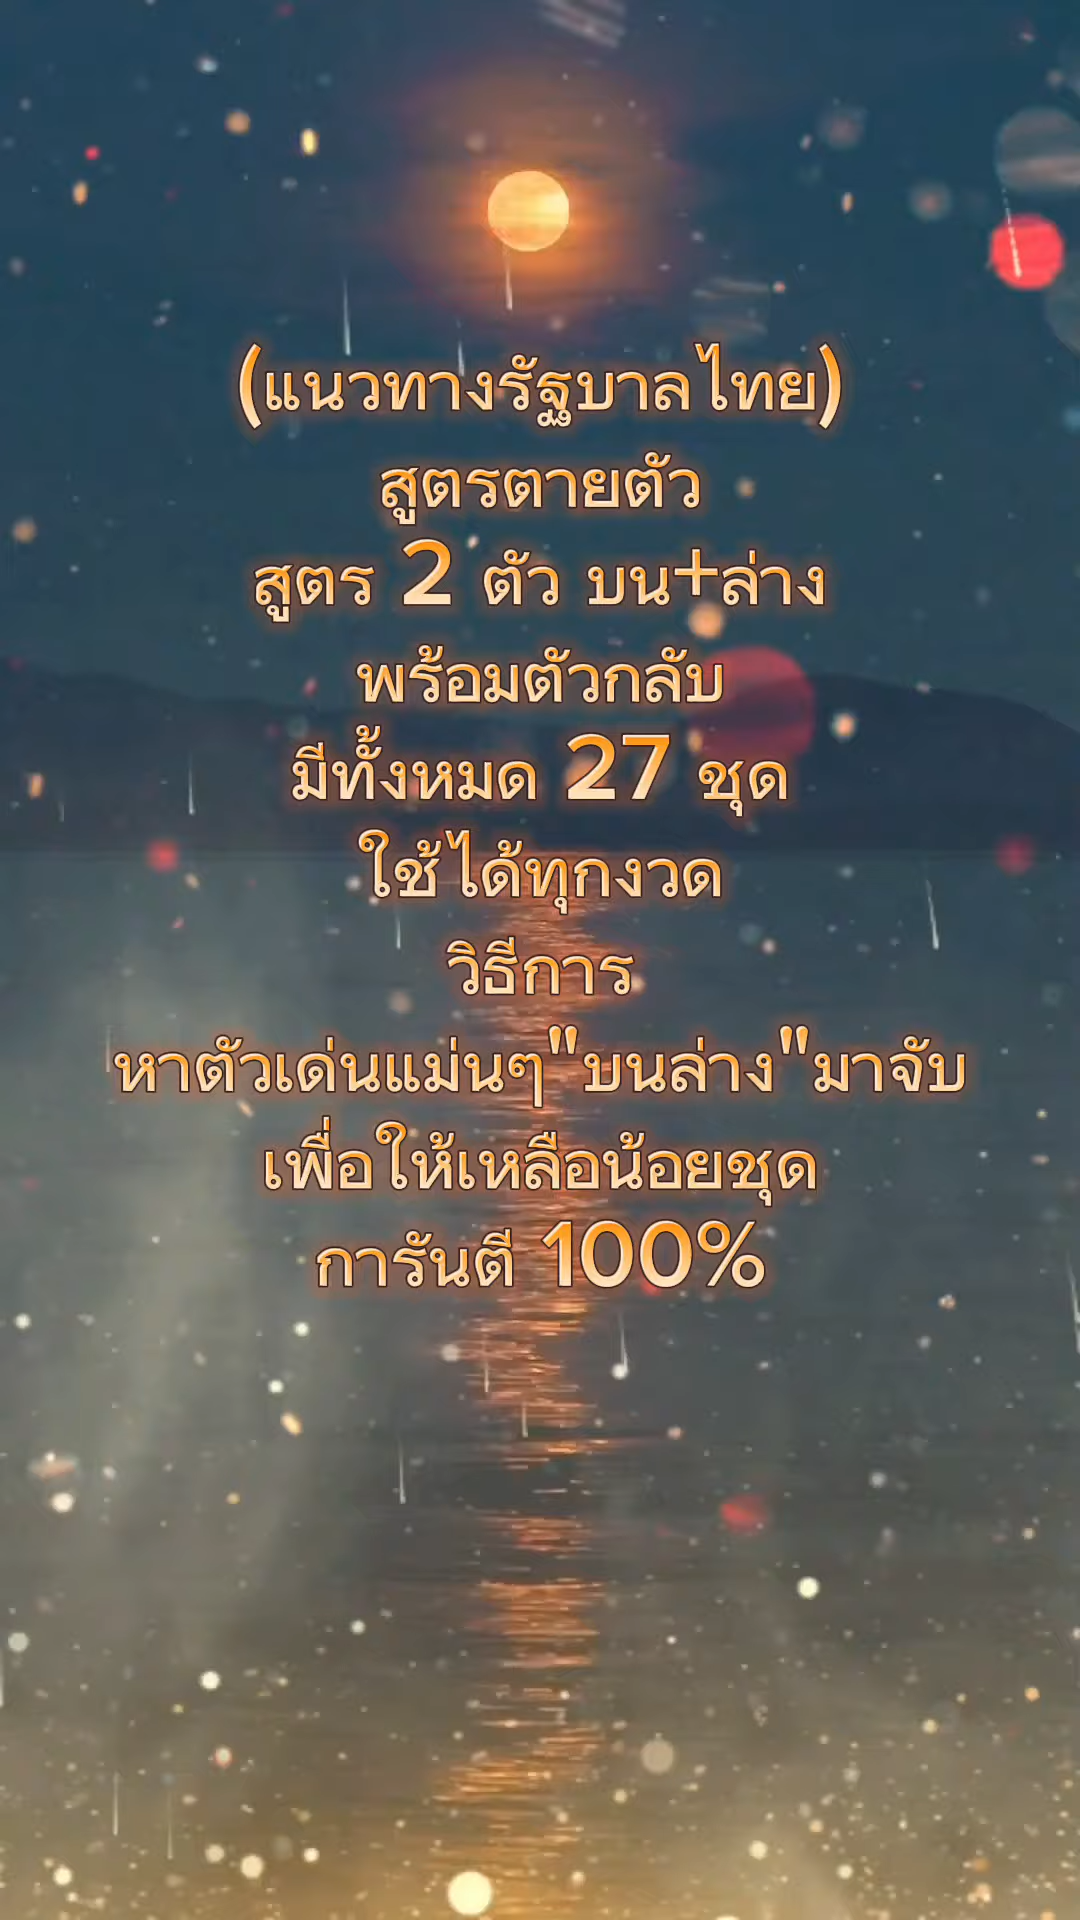 (แนวทางรัฐบาลไทย)
สูตรตายตัว
สูตร 2 ตัว บน+ล่าง
พร้อมตัวกลับ
มีทั้งหมด 27 ชุด
ใช้ได้ทุกงวด
วิธีการ
หาตัวเด่นแม่นๆ"บนล่าง"มาจับ
เพื่อให้เหลือน้อยชุด
การันตี 100%